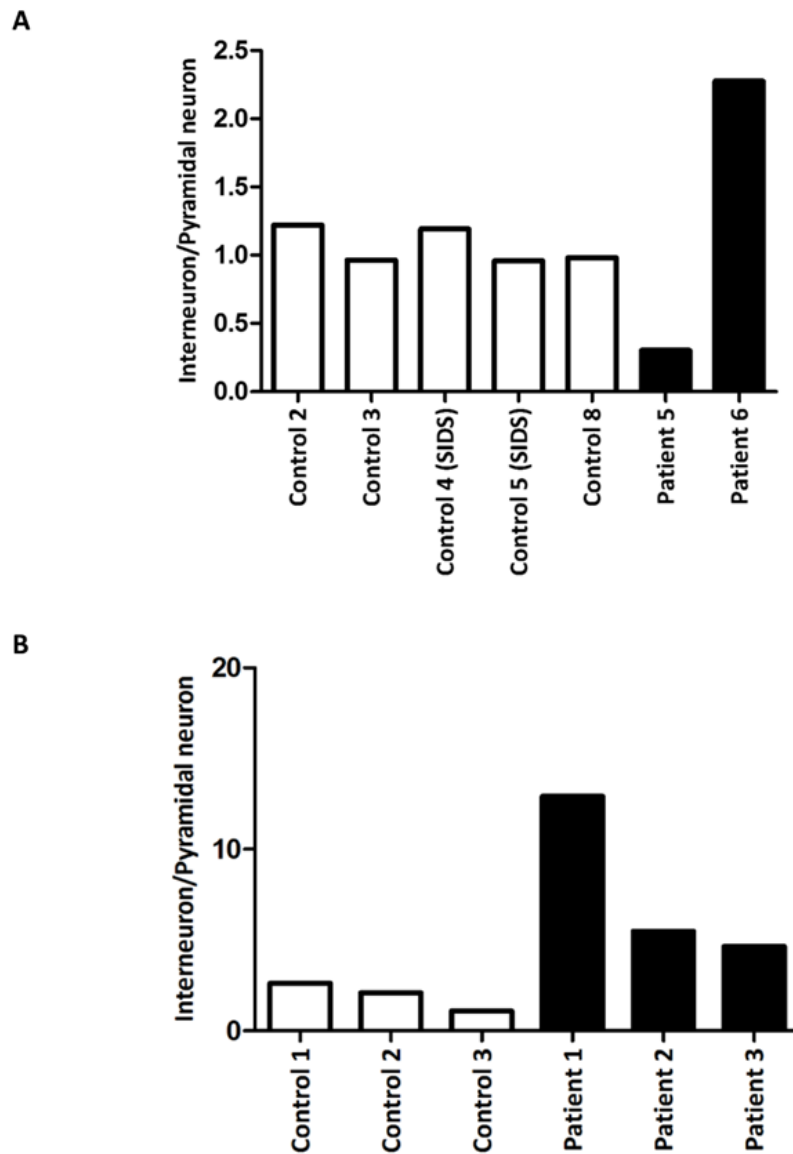 A
Interneuron/Pyramidal neuron
2.5
2.0
1.5
1.0
0.5
0.0
Control 2
Control 3
Control 4 (SIDS)
Control 5 (SIDS)
Control 8
Patient 5
Patient 6
B
Interneuron/Pyramidal neuron
20
10
0
Control 1
Control 2
Control 3
Patient 1
Patient 2
Patient 3